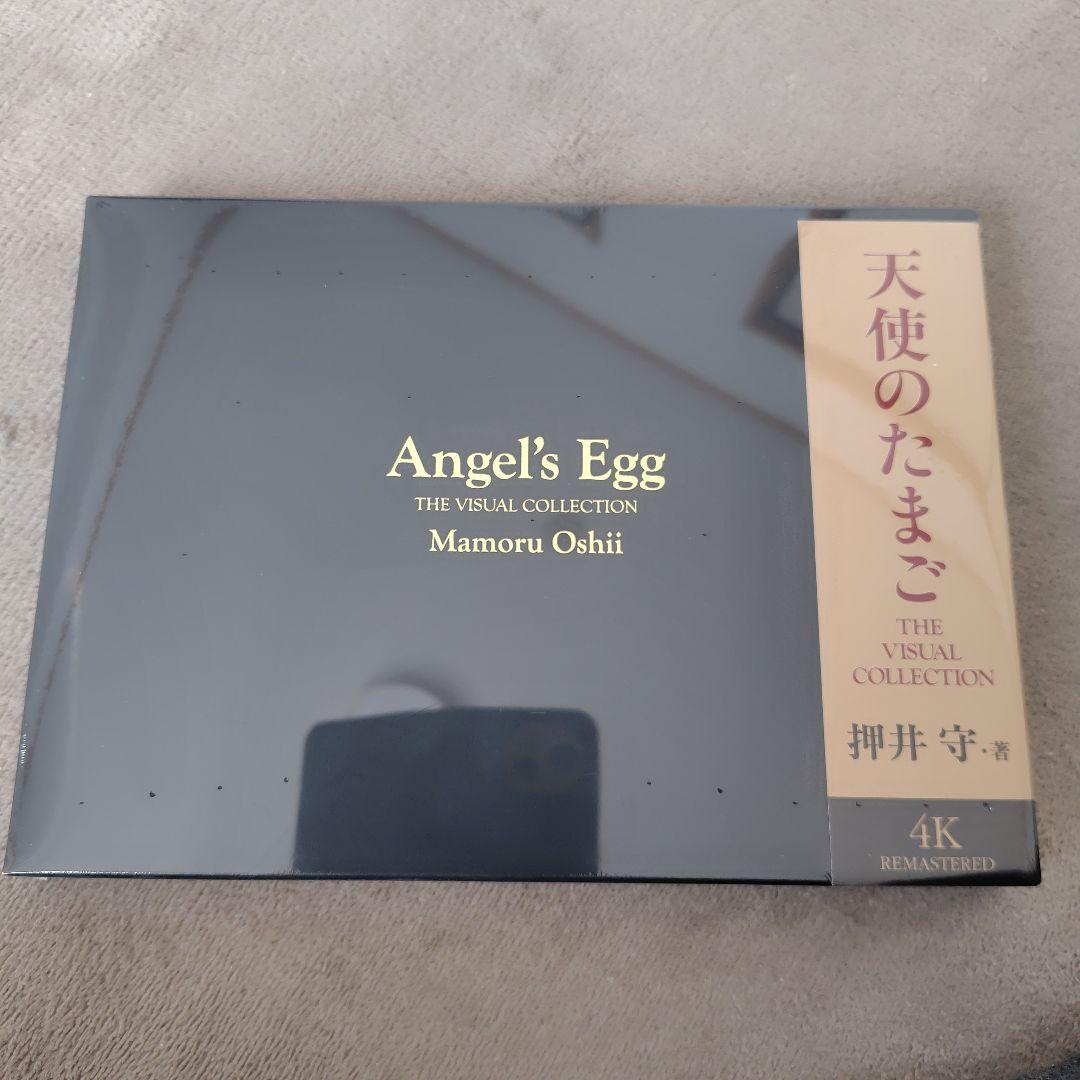 Angel's Egg
THE VISUAL COLLECTION
Mamoru Oshii
天使のたまご
THE
VISUAL
COLLECTION
押井 守・著
4K
REMASTERED